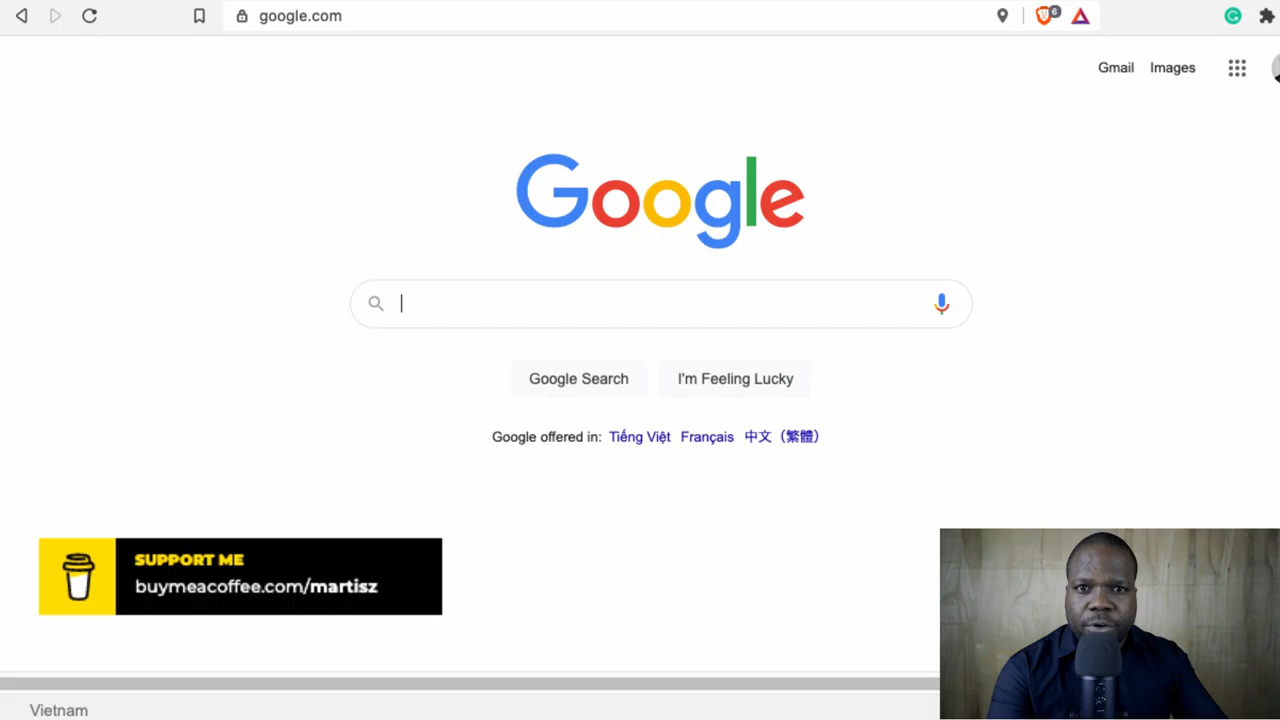 google.com
6
Gmail Images
Google
Google Search I'm Feeling Lucky
Google offered in: Tiếng Việt Français 中文（繁體）
SUPPORT ME
buymeacoffee.com/martisz
Vietnam